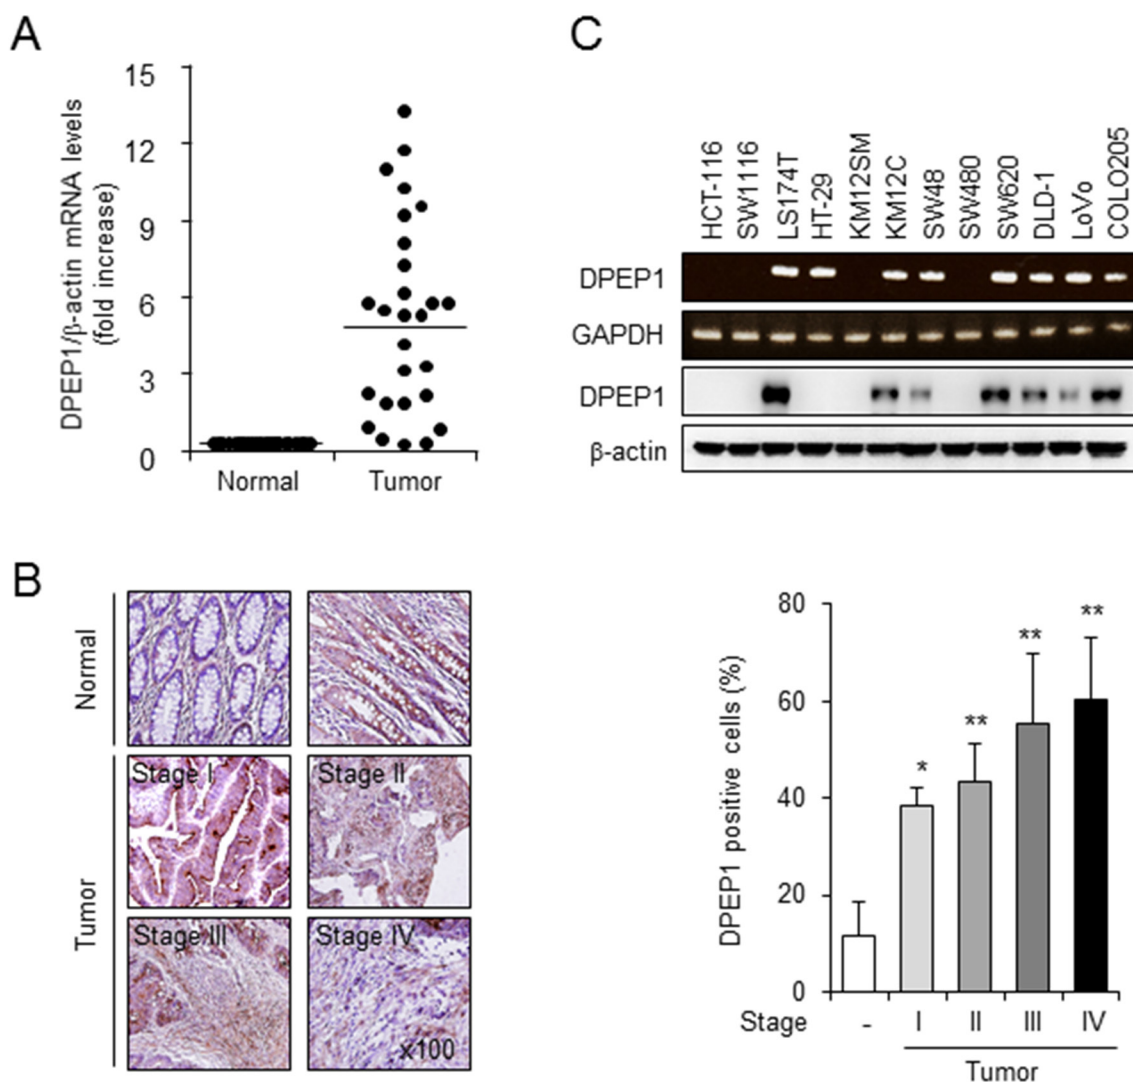 A
DPEP1/β-actin mRNA levels
(fold increase)
15
12
9
6
3
0
Normal
Tumor
C
HCT-116
SW1116
LS174T
HT-29
KM12SM
KM12C
SW48
SW480
SW620
DLD-1
LoVo
COLO205
DPEP1
GAPDH
DPEP1
β-actin
B
Normal
Tumor
Stage I
Stage II
Stage III
Stage IV
x100
DPEP1 positive cells (%)
80
60
40
20
0
*
**
**
**
Stage - I II III IV
Tumor